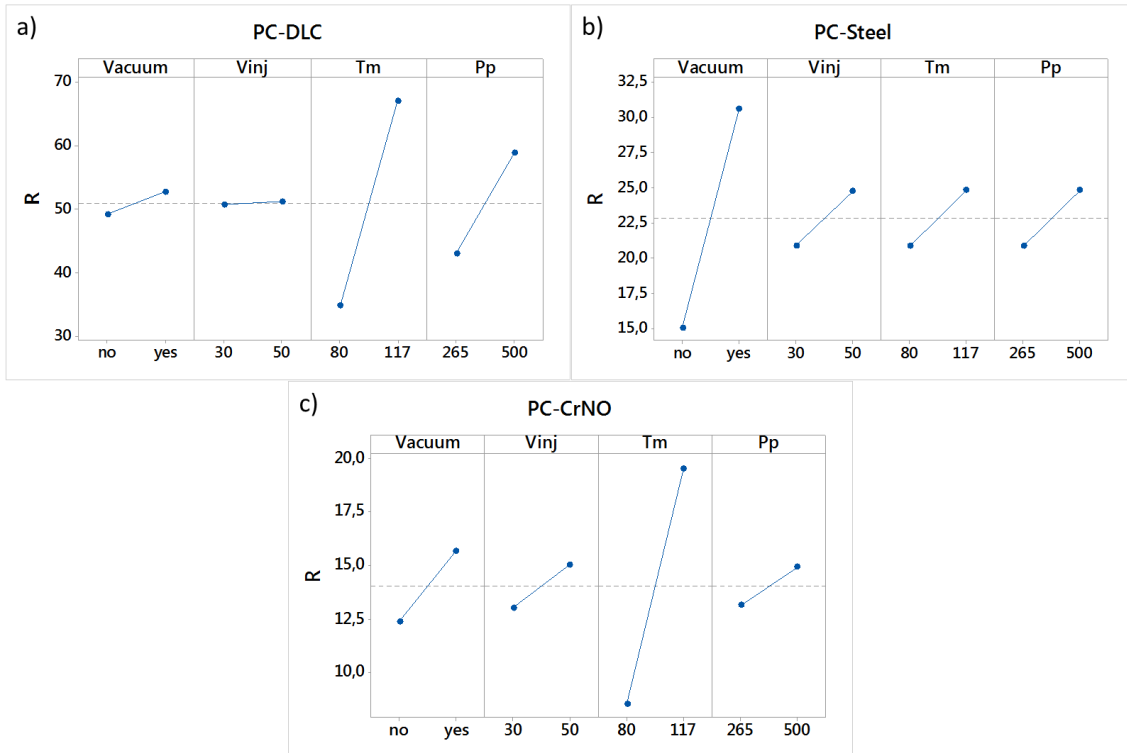 a)
PC-DLC
Vacuum Vinj Tm Pp
70
60
50
40
30
R
no yes 30 50 80 117 265 500
b)
PC-Steel
Vacuum Vinj Tm Pp
32,5
30,0
27,5
25,0
22,5
20,0
17,5
15,0
R
no yes 30 50 80 117 265 500
c)
PC-CrNO
Vacuum Vinj Tm Pp
20,0
17,5
15,0
12,5
10,0
R
no yes 30 50 80 117 265 500